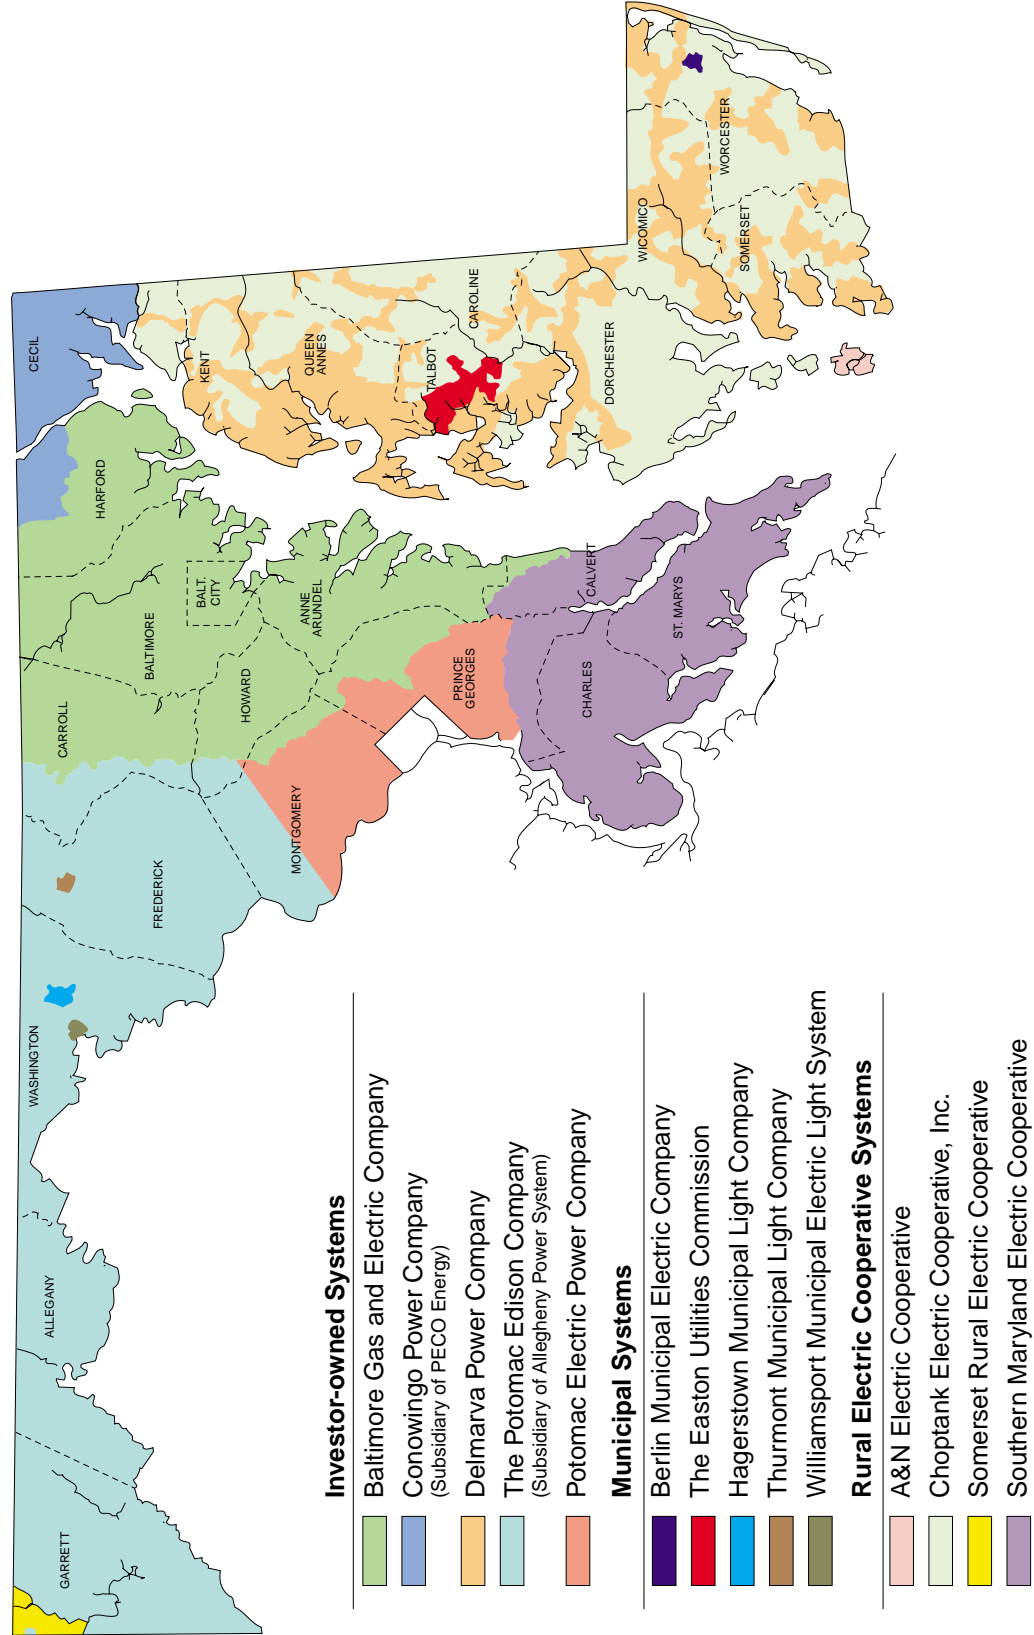 GARRETT
ALLEGANY
WASHINGTON
FREDERICK
CARROLL
BALTIMORE
HARFORD
CECIL
MONTGOMERY
HOWARD
BALT.
CITY
ANNE
ARUNDEL
KENT
QUEEN
ANNES
PRINCE
GEORGES
TALBOT
CAROLINE
CHARLES
CALVERT
ST. MARYS
DORCHESTER
WICOMICO
SOMERSET
WORCESTER
Investor-owned Systems
Baltimore Gas and Electric Company
Conowingo Power Company
(Subsidiary of PECO Energy)
Delmarva Power Company
The Potomac Edison Company
(Subsidiary of Allegheny Power System)
Potomac Electric Power Company
Municipal Systems
Berlin Municipal Electric Company
The Easton Utilities Commission
Hagerstown Municipal Light Company
Thurmont Municipal Light Company
Williamsport Municipal Electric Light System
Rural Electric Cooperative Systems
A&N Electric Cooperative
Choptank Electric Cooperative, Inc.
Somerset Rural Electric Cooperative
Southern Maryland Electric Cooperative